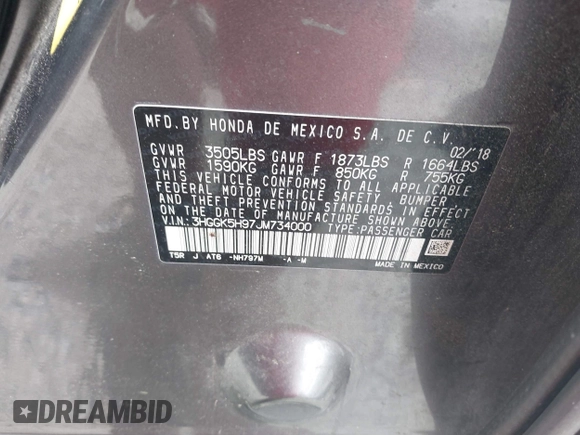 MFD.BY HONDA DE MEXICO S.A. DE C.V.
02/'18
GVWR 3505LBS GAWR F 1873LBS R 1664LBS
GVWR 1590KG GAWR F 850KG R 755KG
THIS VEHICLE CONFORMS TO ALL APPLICABLE
FEDERAL MOTOR VEHICLE SAFETY, BUMPER,
AND THEFT PREVENTION STANDARDS IN
EFFECT ON THE DATE OF MANUFACTURE SHOWN ABOVE.
V.I.N.: 3HGGK5H97JM734000 TYPE:PASSENGER CAR
T5R J AT6 -NH797M -A -M
MADE IN MEXICO
DREAMBID